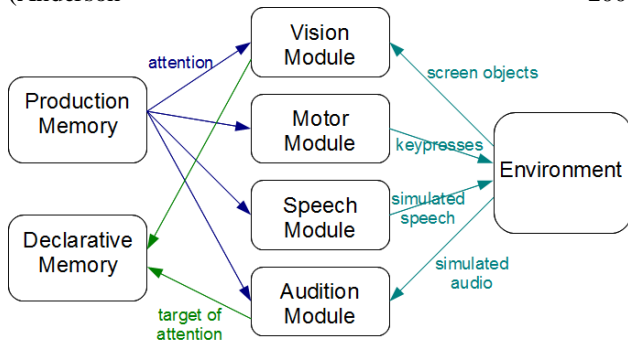 (Anderson
Vision
Module
attention
screen objects
Production
Memory
Motor
Module
keypresses
Environment
Speech
Module
simulated
speech
Declarative
Memory
simulated
audio
Audition
Module
target of
attention